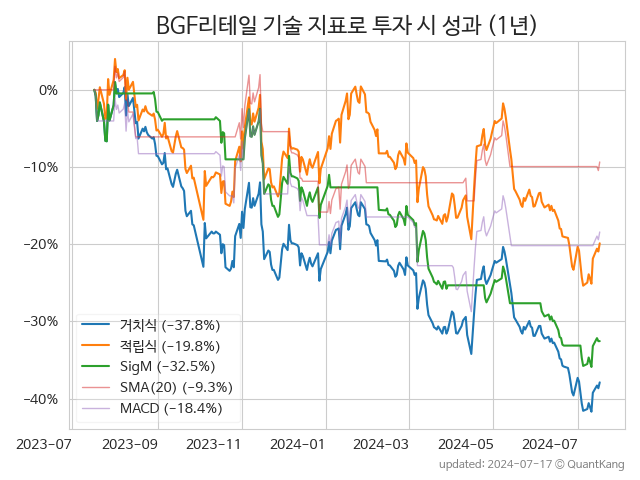 BGF리테일 기술 지표로 투자 시 성과 (1년)
0%
−10%
−20%
−30%
−40%
거치식 (−37.8%)
적립식 (−19.8%)
SigM (−32.5%)
SMA(20) (−9.3%)
MACD (−18.4%)
2023-07 2023-09 2023-11 2024-01 2024-03 2024-05 2024-07
updated: 2024-07-17 © QuantKang